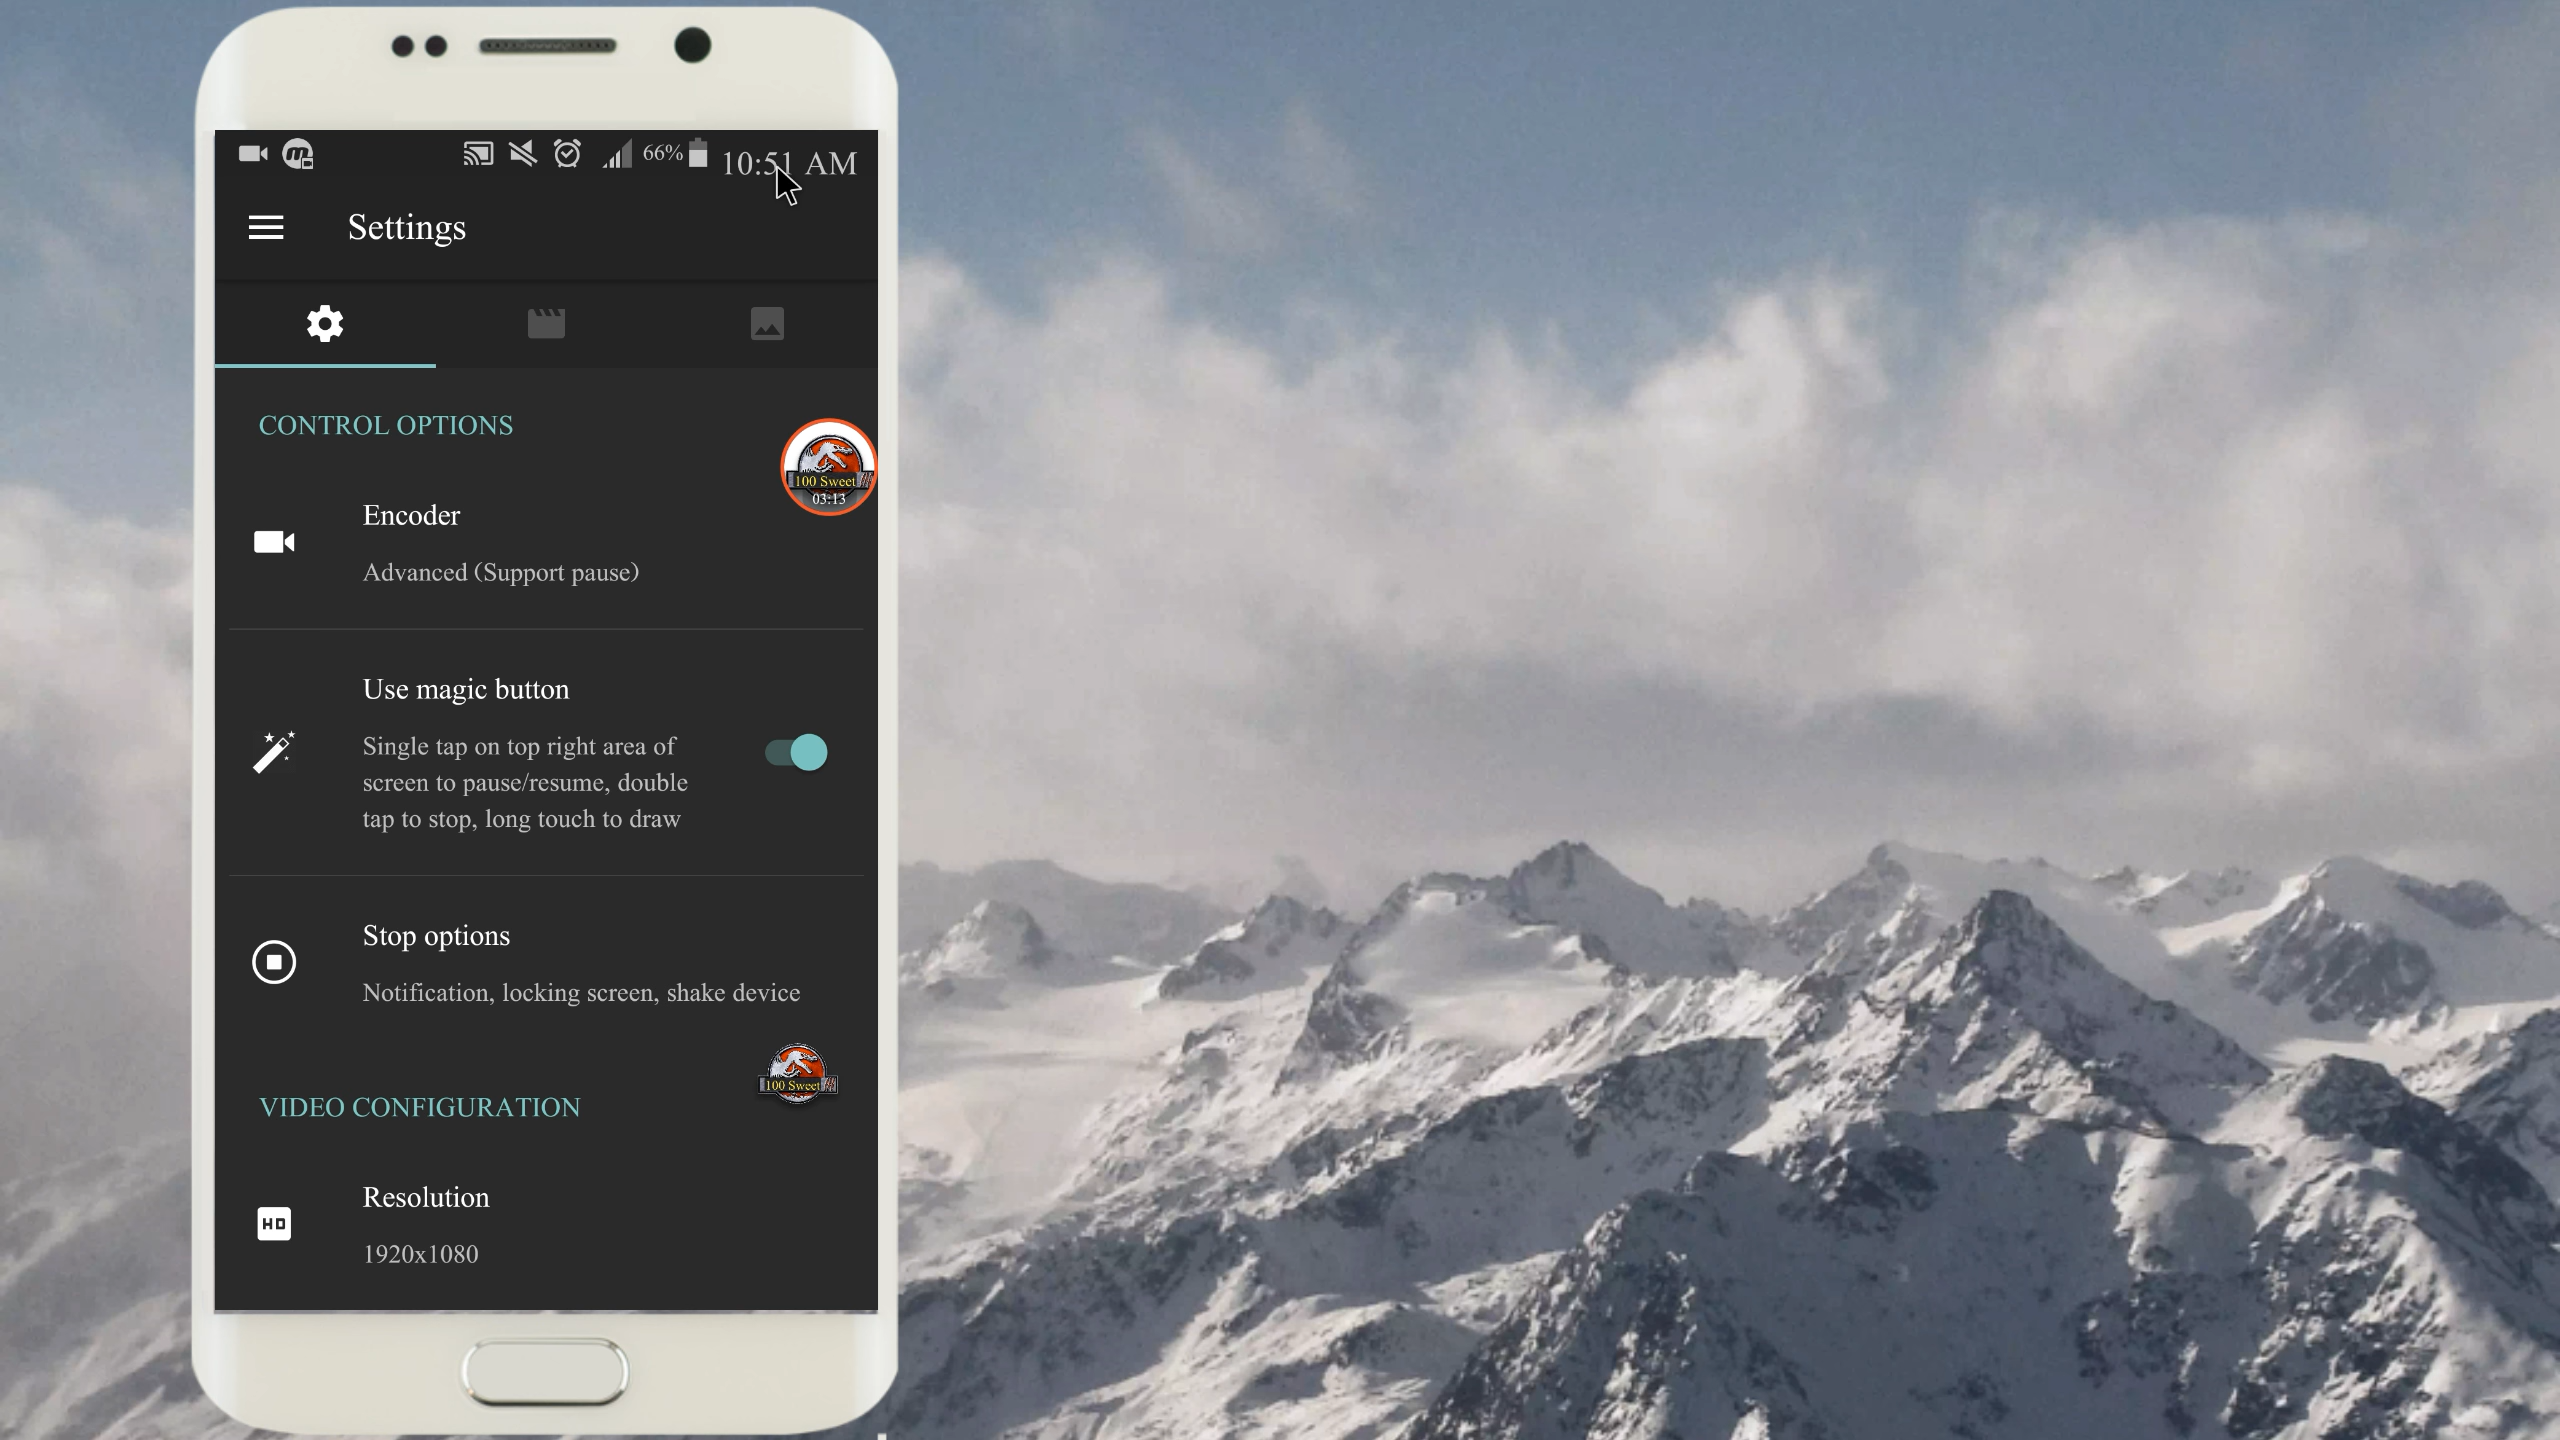 66% 10:51 AM
Settings
CONTROL OPTIONS
100 Sweet
03:13
Encoder
Advanced (Support pause)
Use magic button
Single tap on top right area of
screen to pause/resume, double
tap to stop, long touch to draw
Stop options
Notification, locking screen, shake device
100 Sweet
VIDEO CONFIGURATION
HD
Resolution
1920x1080